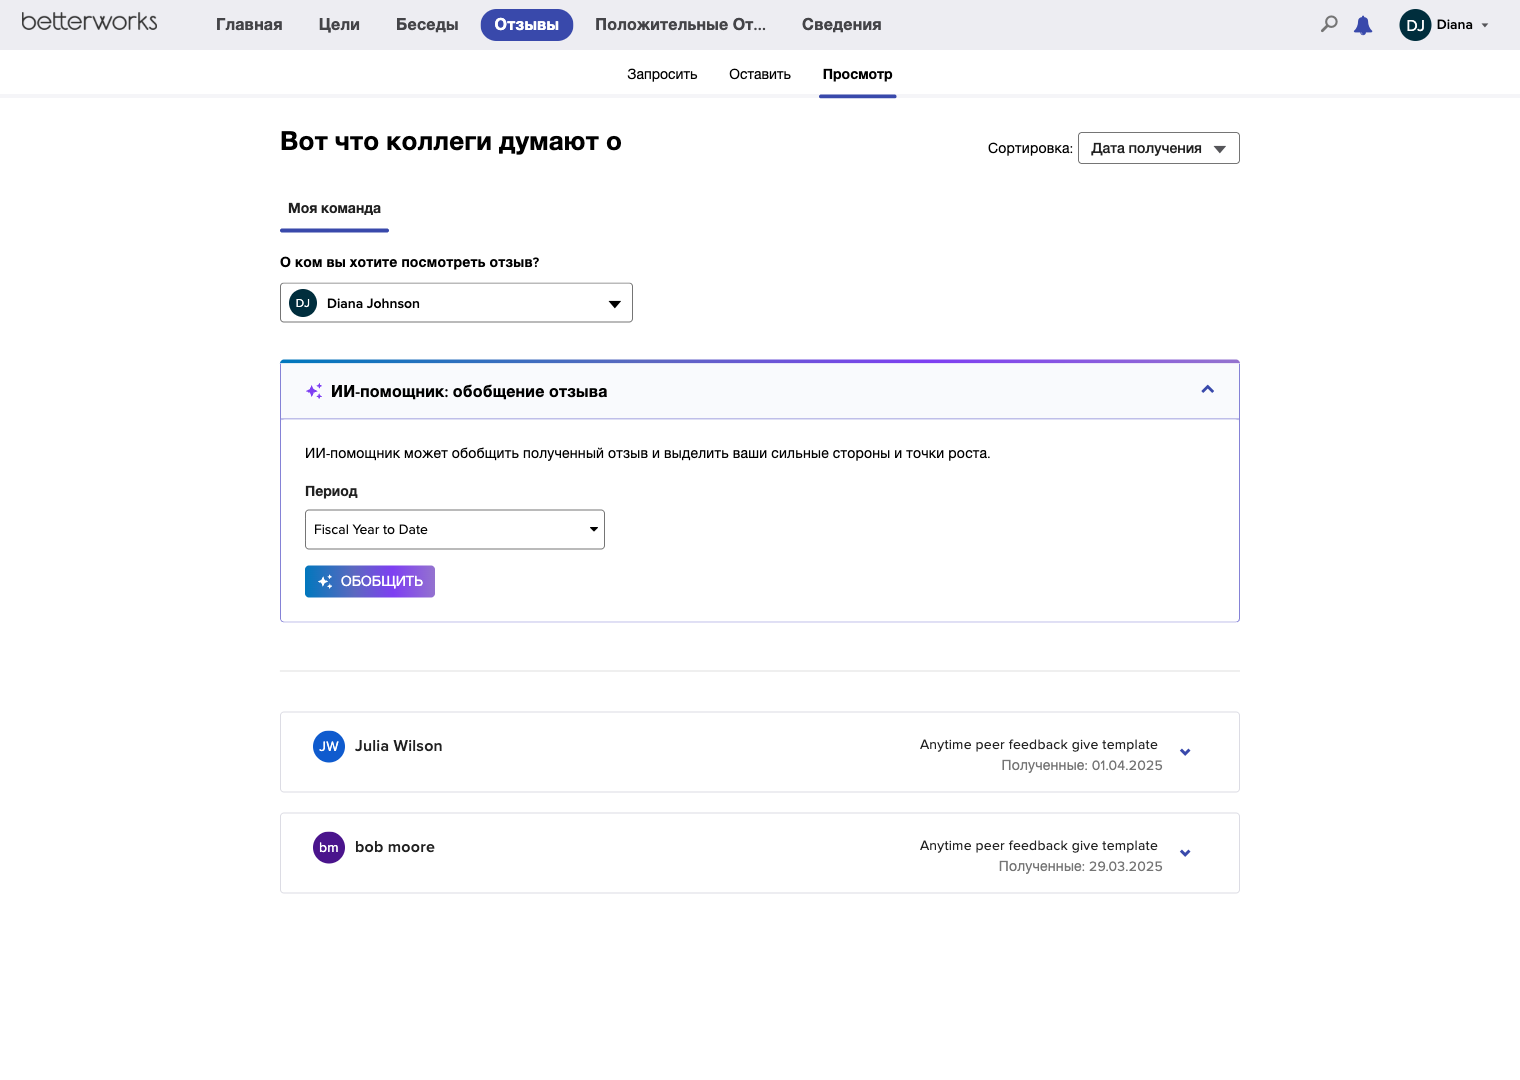 betterworks
Главная Цели Беседы Отзывы Положительные От... Сведения
DJ Diana
Запросить Оставить Просмотр
Вот что коллеги думают о
Сортировка: Дата получения
Моя команда
О ком вы хотите посмотреть отзыв?
DJ Diana Johnson
ИИ-помощник: обобщение отзыва
ИИ-помощник может обобщить полученный отзыв и выделить ваши сильные стороны и точки роста.
Период
Fiscal Year to Date
ОБОБЩИТЬ
JW Julia Wilson
Anytime peer feedback give template
Полученные: 01.04.2025
bm bob moore
Anytime peer feedback give template
Полученные: 29.03.2025